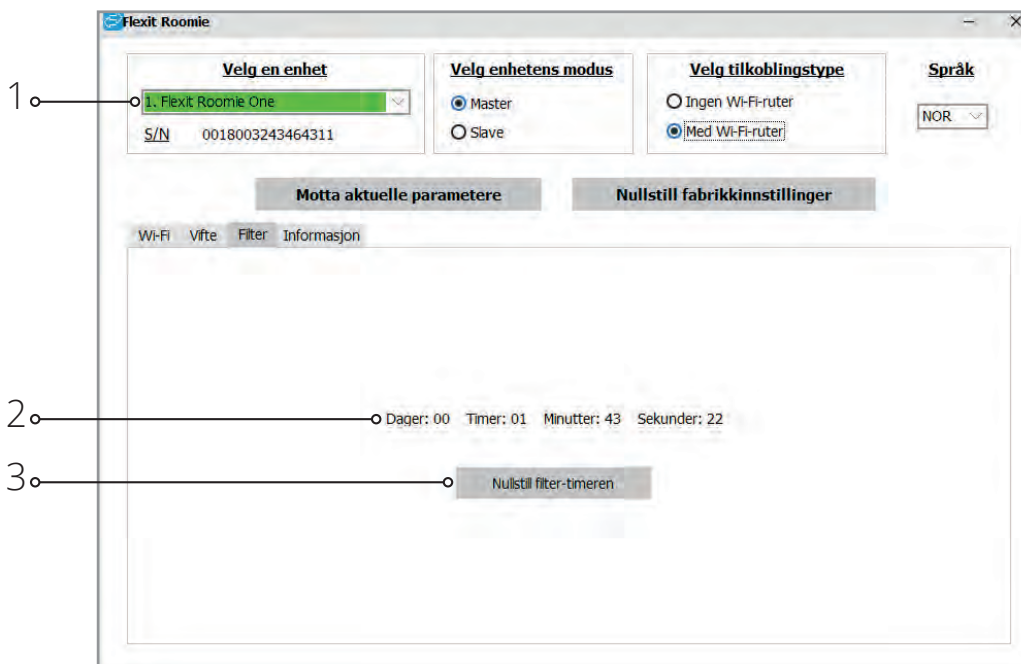 Flexit Roomie
Velg en enhet
1. Flexit Roomie One
S/N 0018003243464311
Velg enhetens modus
Master
Slave
Velg tilkoblingstype
Ingen Wi-Fi-ruter
Med Wi-Fi-ruter
Språk
NOR
1
Motta aktuelle parametere
Nullstill fabrikkinnstillinger
Wi-Fi Vifte Filter Informasjon
2
Dager: 00 Timer: 01 Minutter: 43 Sekunder: 22
3
Nullstill filter-timeren